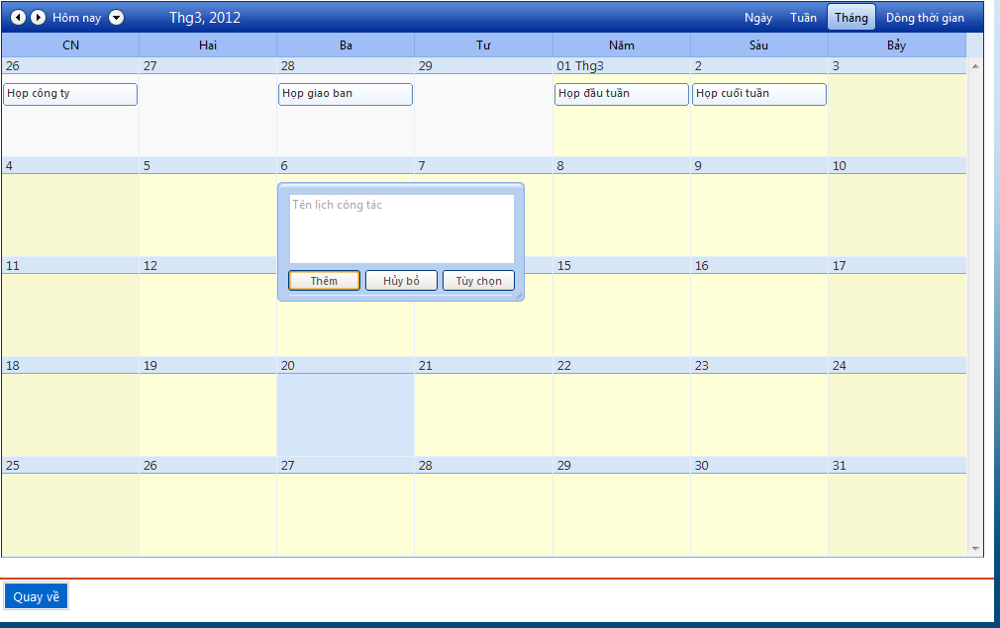 Hôm nay Thg3, 2012 Ngày Tuần Tháng Dòng thời gian
CN Hai Ba Tư Năm Sáu Bảy
26 27 28 29 01 Thg3 2 3
Họp công ty Họp giao ban Họp đầu tuần Họp cuối tuần
4 5 6 7 8 9 10
Tên lịch công tác
11 12 15 16 17
Thêm Hủy bỏ Tùy chọn
18 19 20 21 22 23 24
25 26 27 28 29 30 31
Quay về